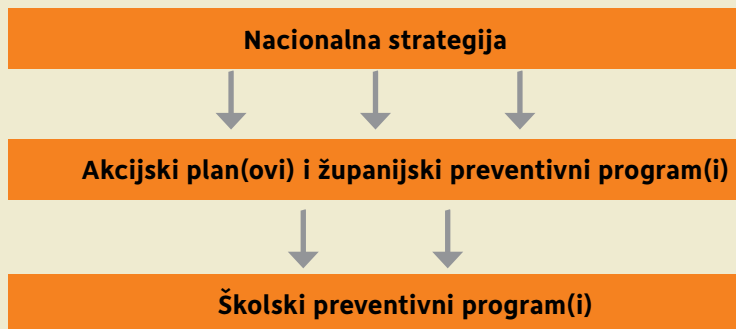 Nacionalna strategija
Akcijski plan(ovi) i županijski preventivni program(i)
Školski preventivni program(i)